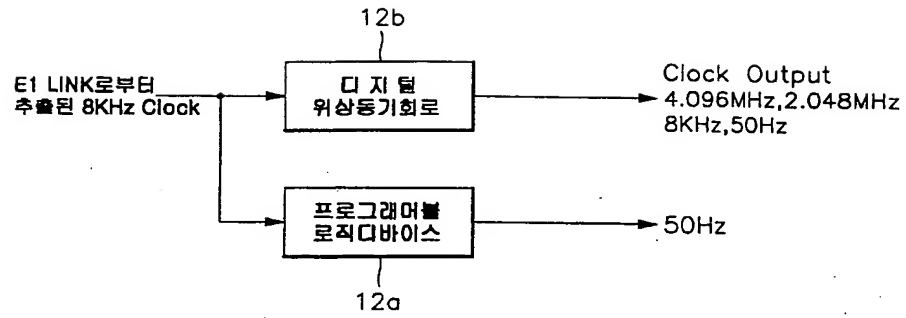 12b
E1 LINK로부터
추출된 8KHz Clock
디 지 털
위상동기회로
Clock Output
4.096MHz,2.048MHz
8KHz,50Hz
프로그래머블
로직디바이스
50Hz
12a